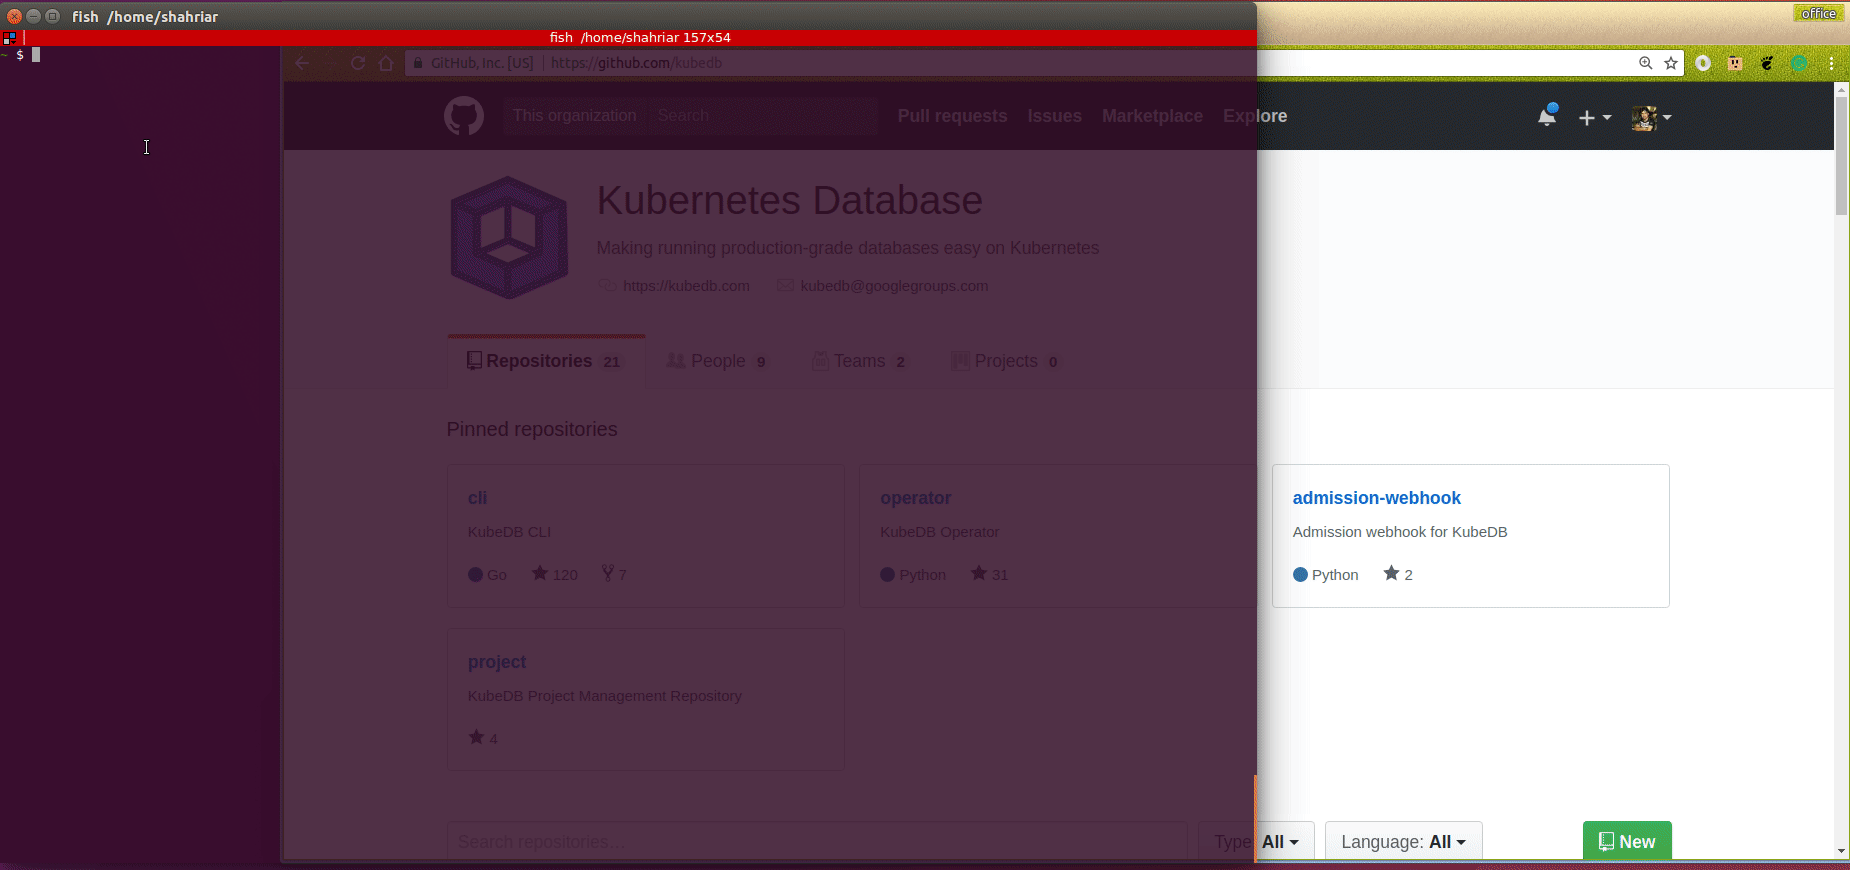 fish /home/shahriar
office
fish /home/shahriar 157x54
~ $
GitHub, Inc. [US] | https://github.com/kubedb
This organization Search Pull requests Issues Marketplace Explore
Kubernetes Database
Making running production-grade databases easy on Kubernetes
https://kubedb.com kubedb@googlegroups.com
Repositories 21 People 9 Teams 2 Projects 0
Pinned repositories
cli operator admission-webhook
KubeDB CLI KubeDB Operator Admission webhook for KubeDB
Go 120 7 Python 31 Python 2
project
KubeDB Project Management Repository
4
Search repositories… Type: All Language: All New